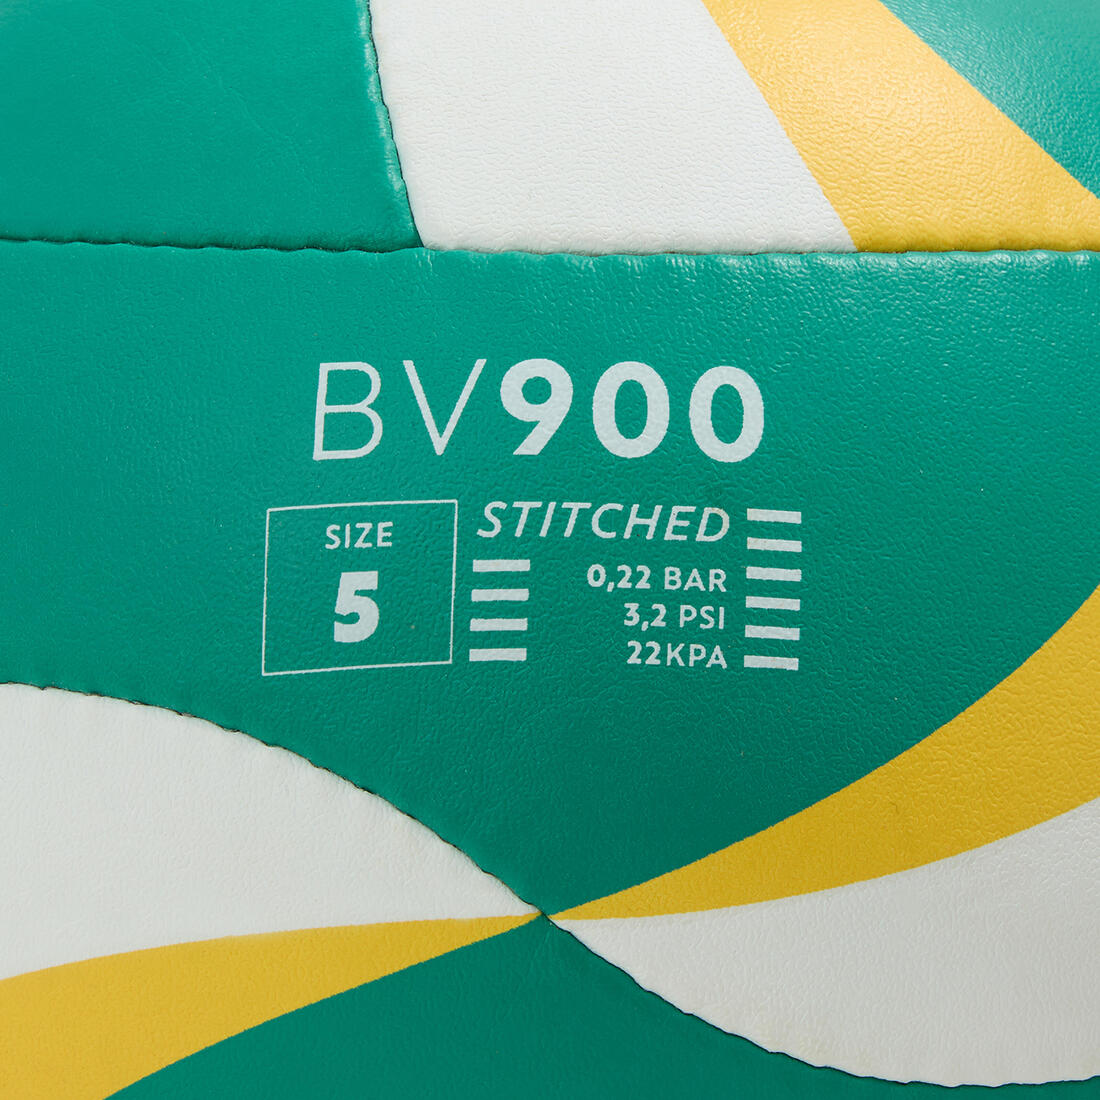 BV900
SIZE
5
STITCHED
0,22 BAR
3,2 PSI
22KPA